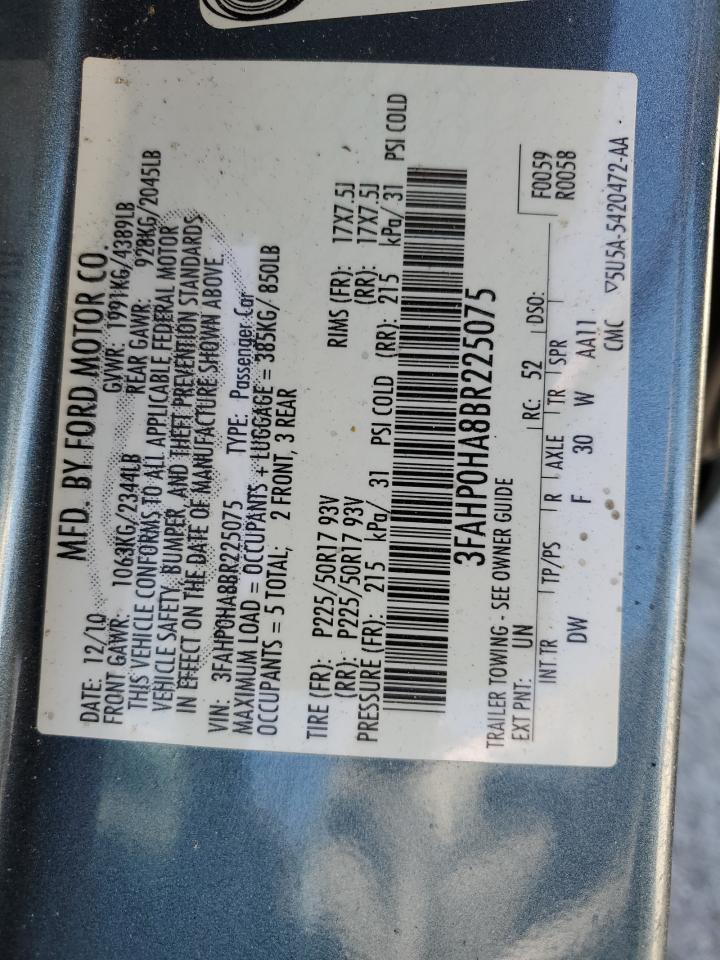 MFD. BY FORD MOTOR CO.
DATE: 12/10 GVWR: 1991KG/4389LB
FRONT GAWR: 1063KG/2344LB REAR GAWR: 928KG/2045LB
THIS VEHICLE CONFORMS TO ALL APPLICABLE FEDERAL MOTOR
VEHICLE SAFETY, BUMPER, AND THEFT PREVENTION STANDARDS
IN EFFECT ON THE DATE OF MANUFACTURE SHOWN ABOVE.
VIN: 3FAHP0HA8BR225075 TYPE: Passenger Car
MAXIMUM LOAD = OCCUPANTS + LUGGAGE = 385KG/ 850LB
OCCUPANTS = 5 TOTAL; 2 FRONT, 3 REAR
TIRE (FR): P225/50R17 93V RIMS (FR): 17X7.5J
(RR): P225/50R17 93V (RR): 17X7.5J
PRESSURE (FR): 215 kPa/ 31 PSI COLD (RR): 215 kPa/ 31 PSI COLD
3FAHP0HA8BR225075
TRAILER TOWING - SEE OWNER GUIDE
F0059
R0058
EXT PNT: UN RC: 52 DSO:
INT TR TP/PS R AXLE TR SPR
DW F 30 W AA11
CMC ▽5U5A-5420472-AA